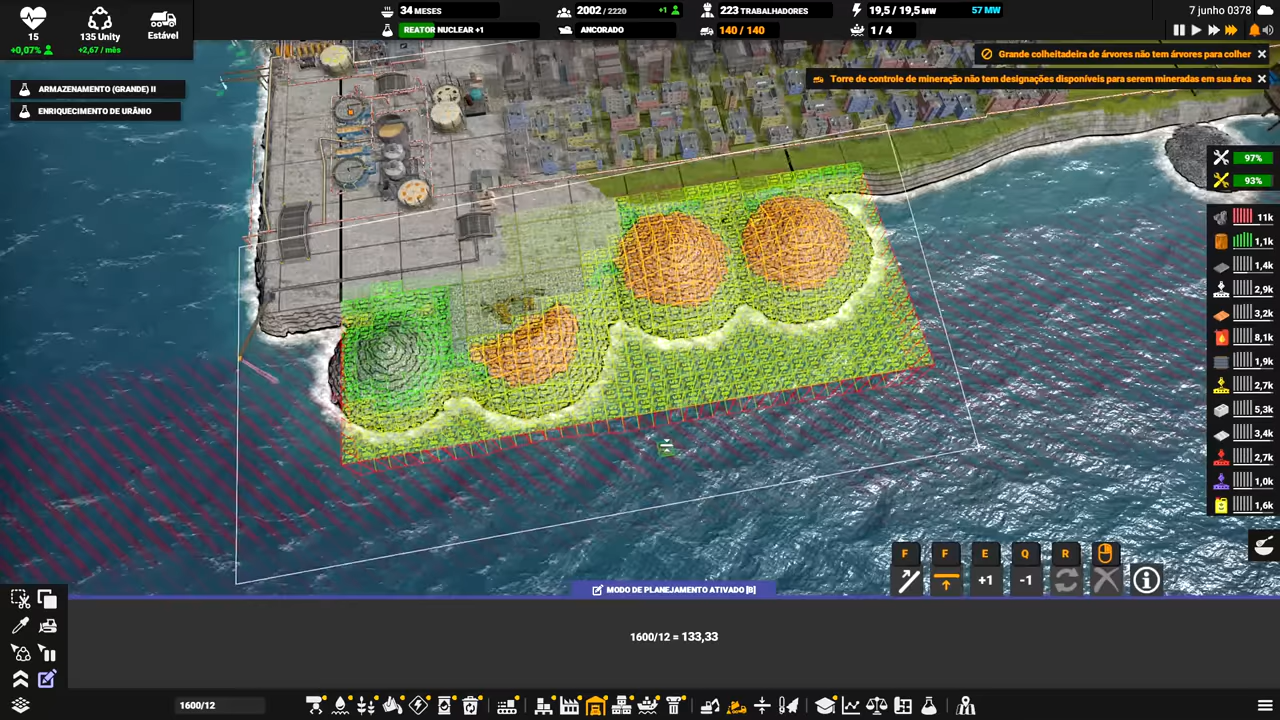 15
+0,07%
135 Unity
+2,67 / mês
Estável
34 MESES
REATOR NUCLEAR +1
2002 / 2220
+1
ANCORADO
223 TRABALHADORES
140 / 140
19,5 / 19,5 MW
57 MW
1 / 4
7 junho 0378
ARMAZENAMENTO (GRANDE) II
ENRIQUECIMENTO DE URÂNIO
Grande colheitadeira de árvores não tem árvores para colher
Torre de controle de mineração não tem designações disponíveis para serem mineradas em sua área
97%
93%
11k
1,1k
1,4k
2,9k
3,2k
8,1k
1,9k
2,7k
5,3k
3,4k
2,7k
1,0k
1,6k
F
F
E
Q
R
+1
-1
MODO DE PLANEJAMENTO ATIVADO [B]
1600/12 = 133,33
1600/12